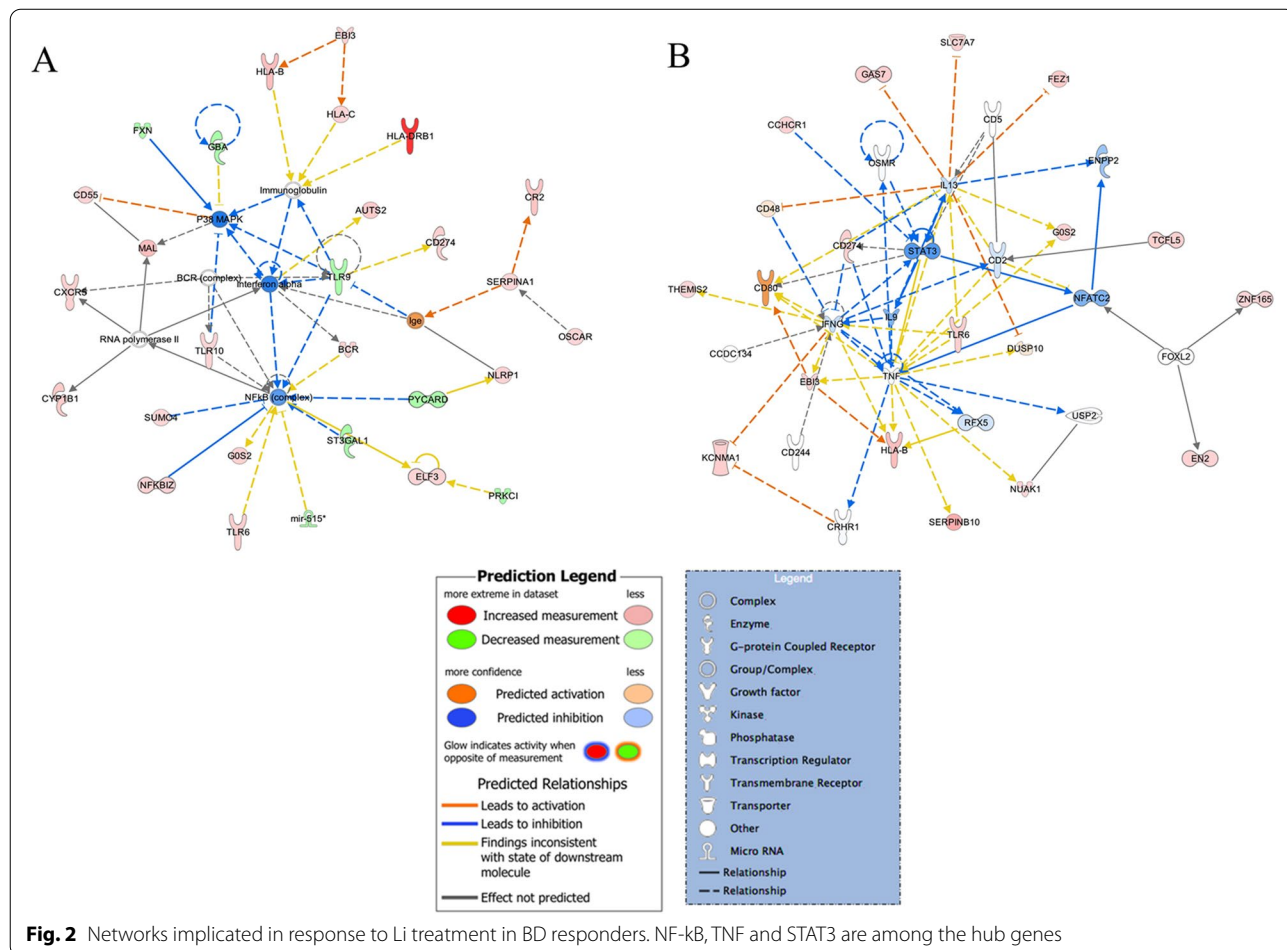 A
B
EBI3
HLA-B
HLA-C
HLA-DRB1
FXN
GBA
Immunoglobulin
CD55
P38 MAPK
AUTS2
CR2
MAL
CD274
BCR (complex)
TLR9
CXCR5
Interferon alpha
SERPINA1
Ige
RNA polymerase II
TLR10
BCR
OSCAR
NLRP1
CYP1B1
NFkB (complex)
PYCARD
SUMO4
ST3GAL1
G0S2
ELF3
NFKBIZ
PRKCI
TLR6
mir-515*
SLC7A7
GAS7
FEZ1
CCHCR1
CD5
OSMR
ENPP2
IL13
CD48
G0S2
CD274
STAT3
CD2
TCFL5
THEMIS2
CD80
NFATC2
ZNF165
IFNG
IL9
TLR6
CCDC134
DUSP10
FOXL2
TNF
EBI3
USP2
RFX5
KCNMA1
CD244
HLA-B
EN2
NUAK1
CRHR1
SERPINB10
Prediction Legend
more extreme in dataset less
Increased measurement
Decreased measurement
more confidence less
Predicted activation
Predicted inhibition
Glow indicates activity when
opposite of measurement
Predicted Relationships
Leads to activation
Leads to inhibition
Findings inconsistent
with state of downstream
molecule
Effect not predicted
Legend
Complex
Enzyme
G-protein Coupled Receptor
Group/Complex
Growth factor
Kinase
Phosphatase
Transcription Regulator
Transmembrane Receptor
Transporter
Other
Micro RNA
Relationship
Relationship
Fig. 2 Networks implicated in response to Li treatment in BD responders. NF-kB, TNF and STAT3 are among the hub genes